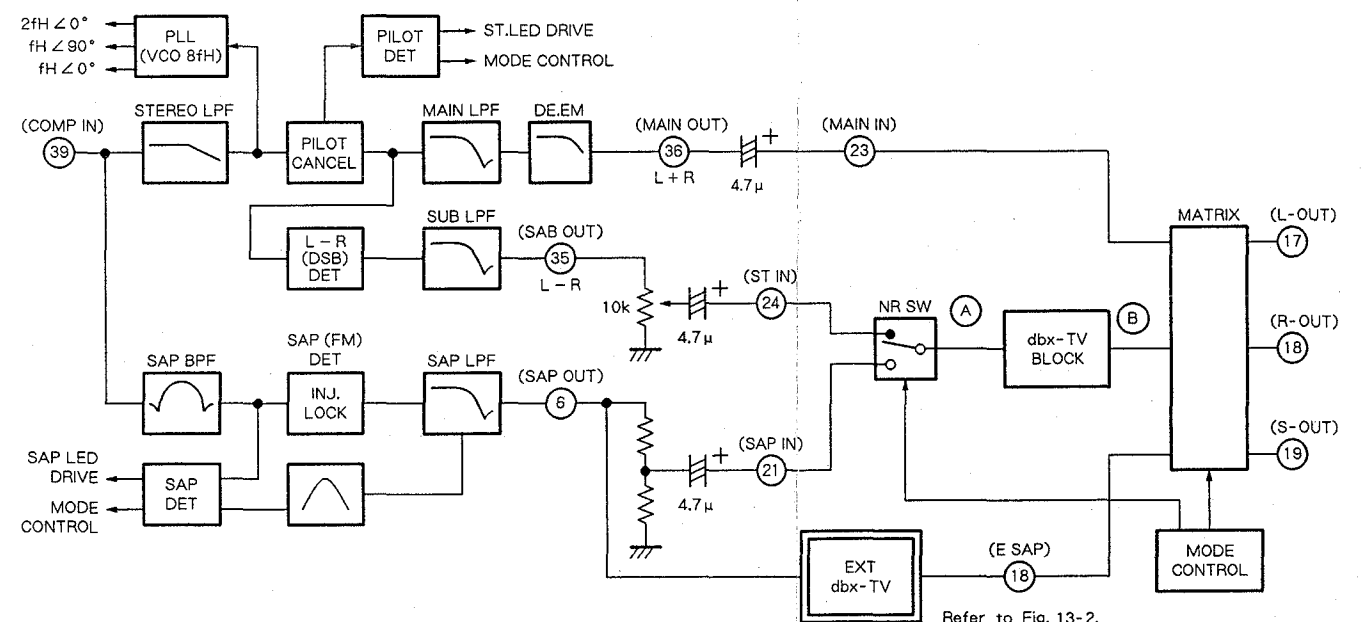 2fH∠0°
fH∠90°
fH∠0°
PLL
(VCO 8fH)
PILOT
DET
ST.LED DRIVE
MODE CONTROL
(COMP IN)
39
STEREO LPF
PILOT
CANCEL
MAIN LPF
DE.EM
(MAIN OUT)
36
L+R
+
4.7μ
(MAIN IN)
23
L-R
(DSB)
DET
SUB LPF
(SAB OUT)
35
L-R
10k
+
4.7μ
(ST IN)
24
NR SW
A
dbx-TV
BLOCK
B
MATRIX
(L-OUT)
17
(R-OUT)
18
(S-OUT)
19
SAP BPF
SAP (FM)
DET
INJ.
LOCK
SAP LPF
(SAP OUT)
6
+
4.7μ
(SAP IN)
21
SAP LED
DRIVE
MODE
CONTROL
SAP
DET
EXT
dbx-TV
(E SAP)
18
MODE
CONTROL
Refer to Fig. 13-2.